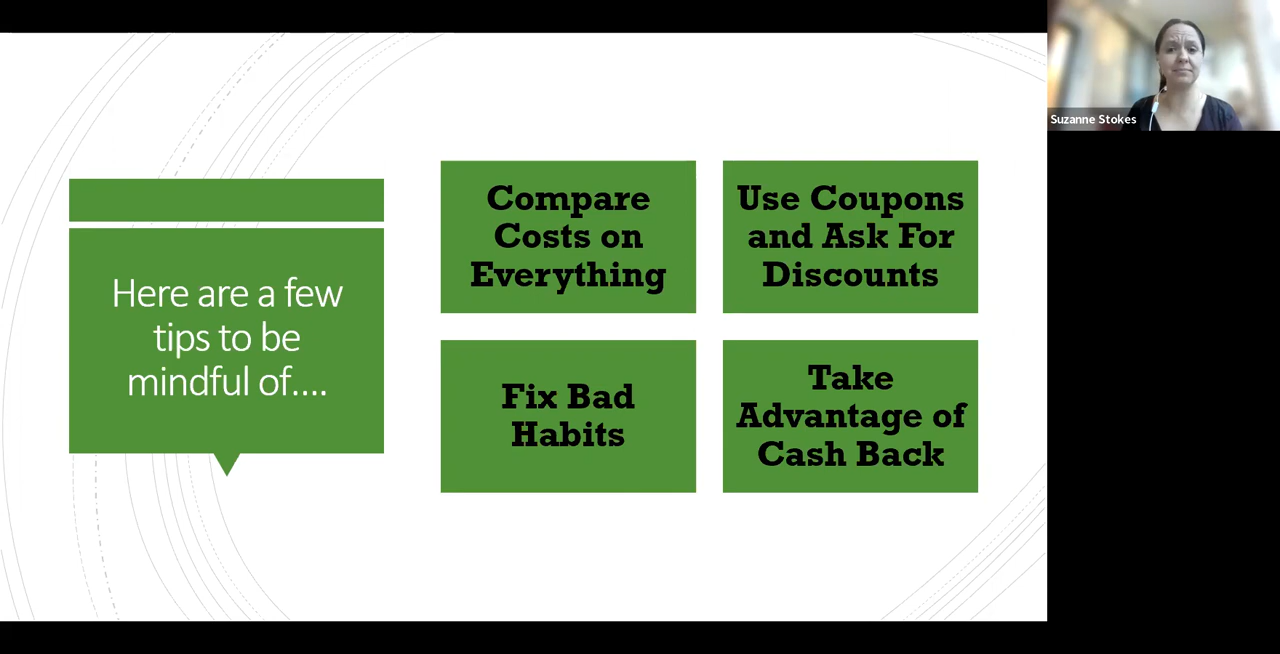 Here are a few
tips to be
mindful of....
Compare
Costs on
Everything
Use Coupons
and Ask For
Discounts
Fix Bad
Habits
Take
Advantage of
Cash Back
Suzanne Stokes